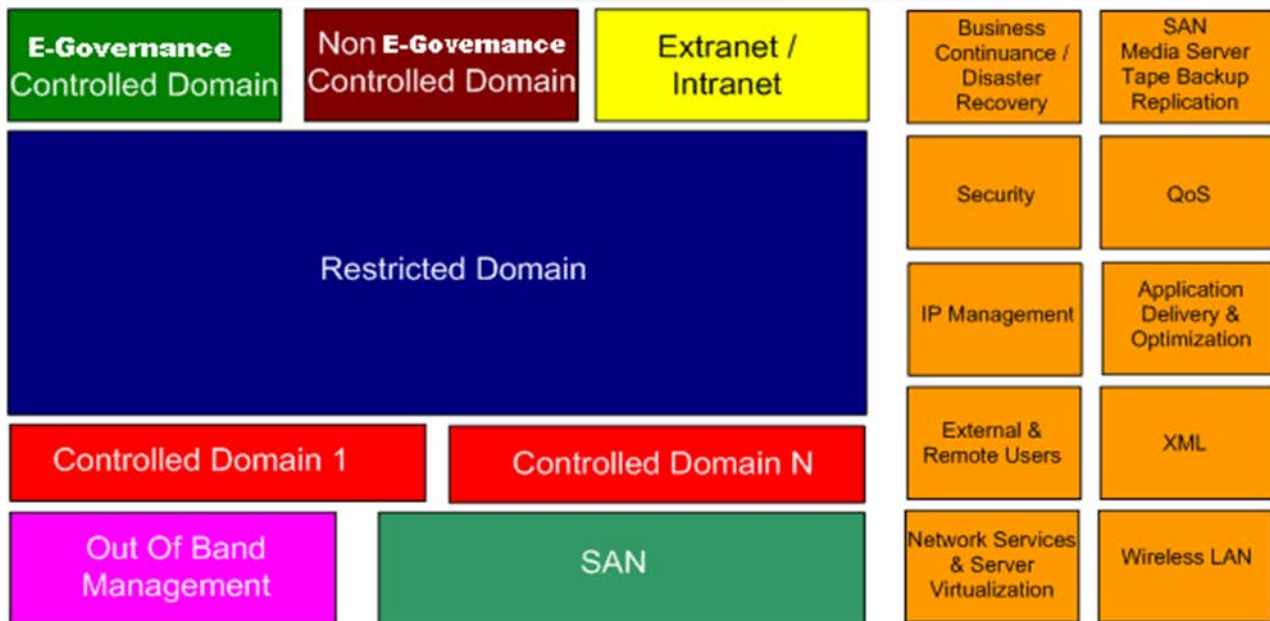 E-Governance
Controlled Domain
Non E-Governance
Controlled Domain
Extranet /
Intranet
Restricted Domain
Controlled Domain 1
Controlled Domain N
Out Of Band
Management
SAN
Business
Continuance /
Disaster
Recovery
SAN
Media Server
Tape Backup
Replication
Security
QoS
IP Management
Application
Delivery &
Optimization
External &
Remote Users
XML
Network Services
& Server
Virtualization
Wireless LAN